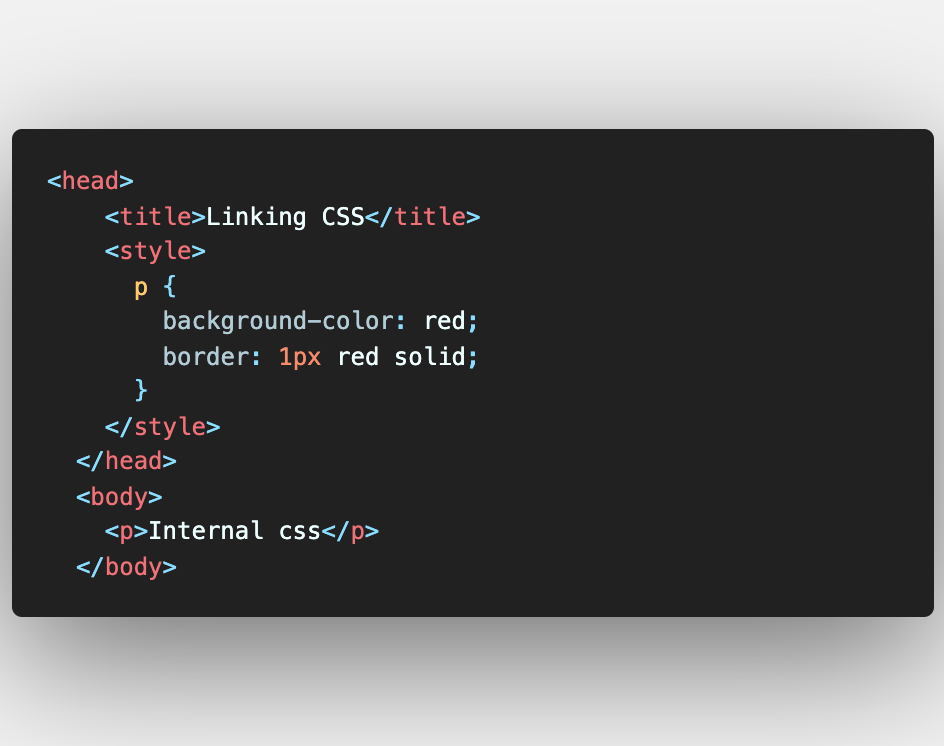 <head>
    <title>Linking CSS</title>
    <style>
      p {
        background-color: red;
        border: 1px red solid;
      }
    </style>
  </head>
  <body>
    <p>Internal css</p>
  </body>